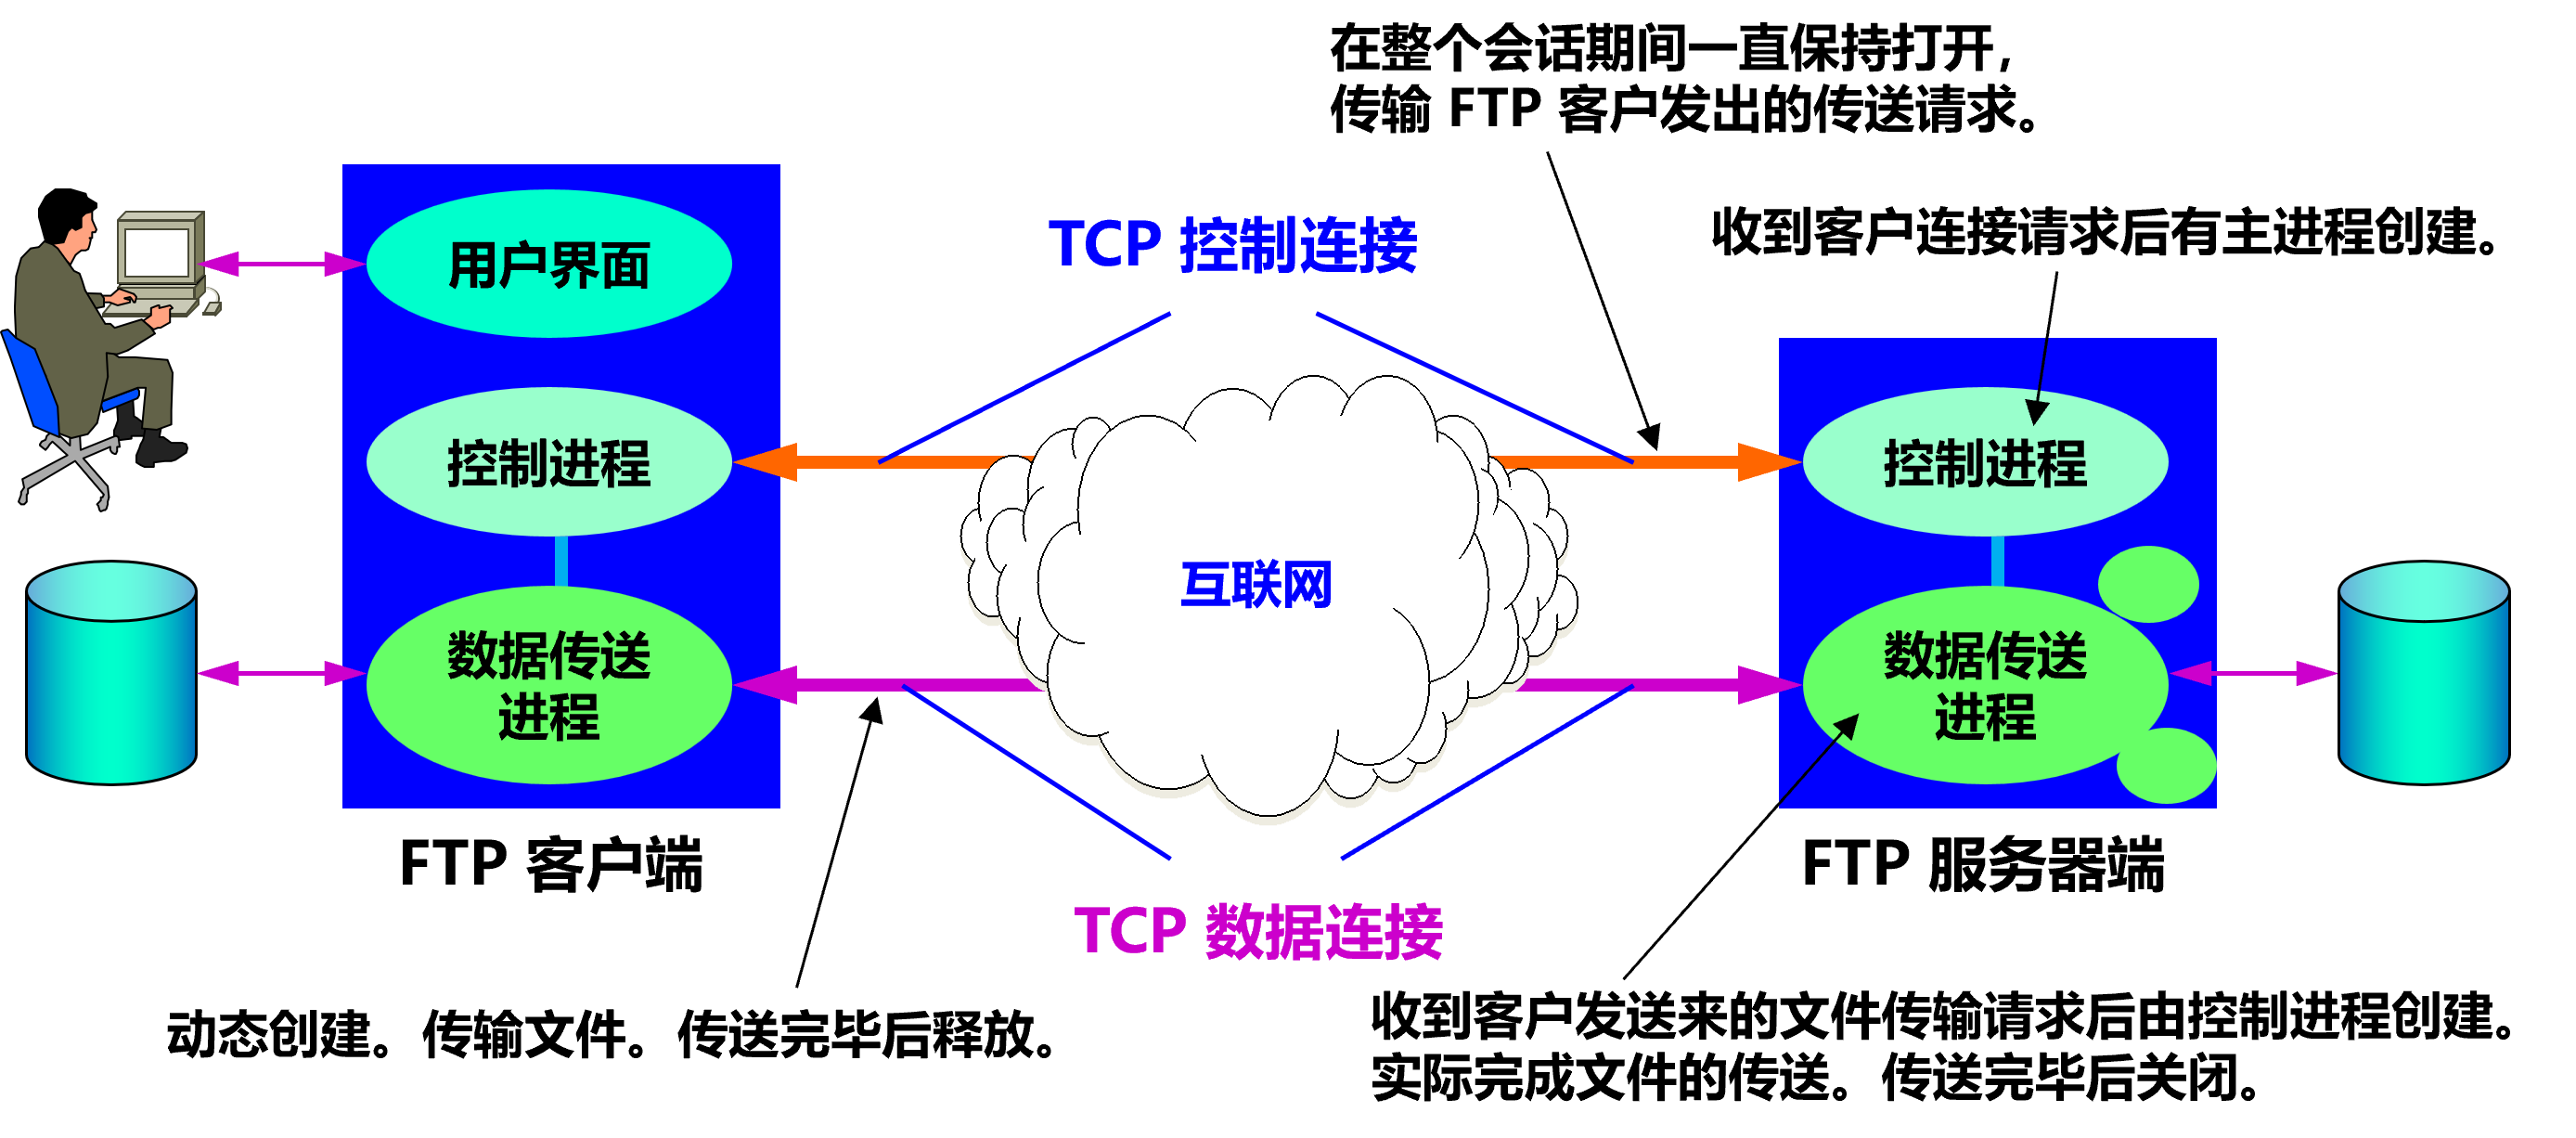 在整个会话期间一直保持打开，
传输 FTP 客户发出的传送请求。
收到客户连接请求后有主进程创建。
TCP 控制连接
用户界面
控制进程
控制进程
互联网
数据传送
进程
数据传送
进程
FTP 客户端
FTP 服务器端
TCP 数据连接
动态创建。传输文件。传送完毕后释放。
收到客户发送来的文件传输请求后由控制进程创建。
实际完成文件的传送。传送完毕后关闭。